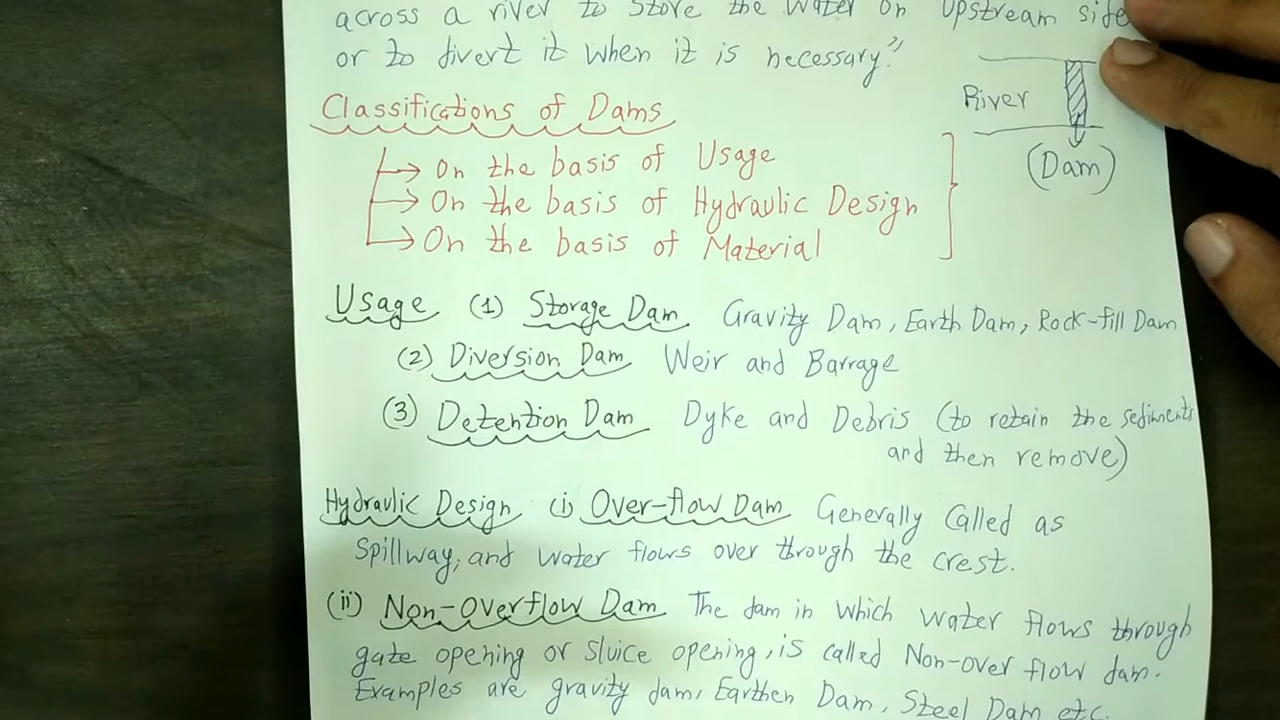 across a river to store the water on Upstream side
or to divert it when it is necessary."
River
(Dam)
Classifications of Dams
On the basis of Usage
On the basis of Hydraulic Design
On the basis of Material
Usage (1) Storage Dam Gravity Dam, Earth Dam, Rock-fill Dam
(2) Diversion Dam Weir and Barrage
(3) Detention Dam Dyke and Debris (to retain the sediments
and then remove)
Hydraulic Design (i) Over-flow Dam Generally Called as
Spillway, and water flows over through the crest.
(ii) Non-Overflow Dam The dam in which water flows through
gate opening or sluice opening, is called Non-over flow dam.
Examples are gravity dam, Earthen Dam, Steel Dam etc.